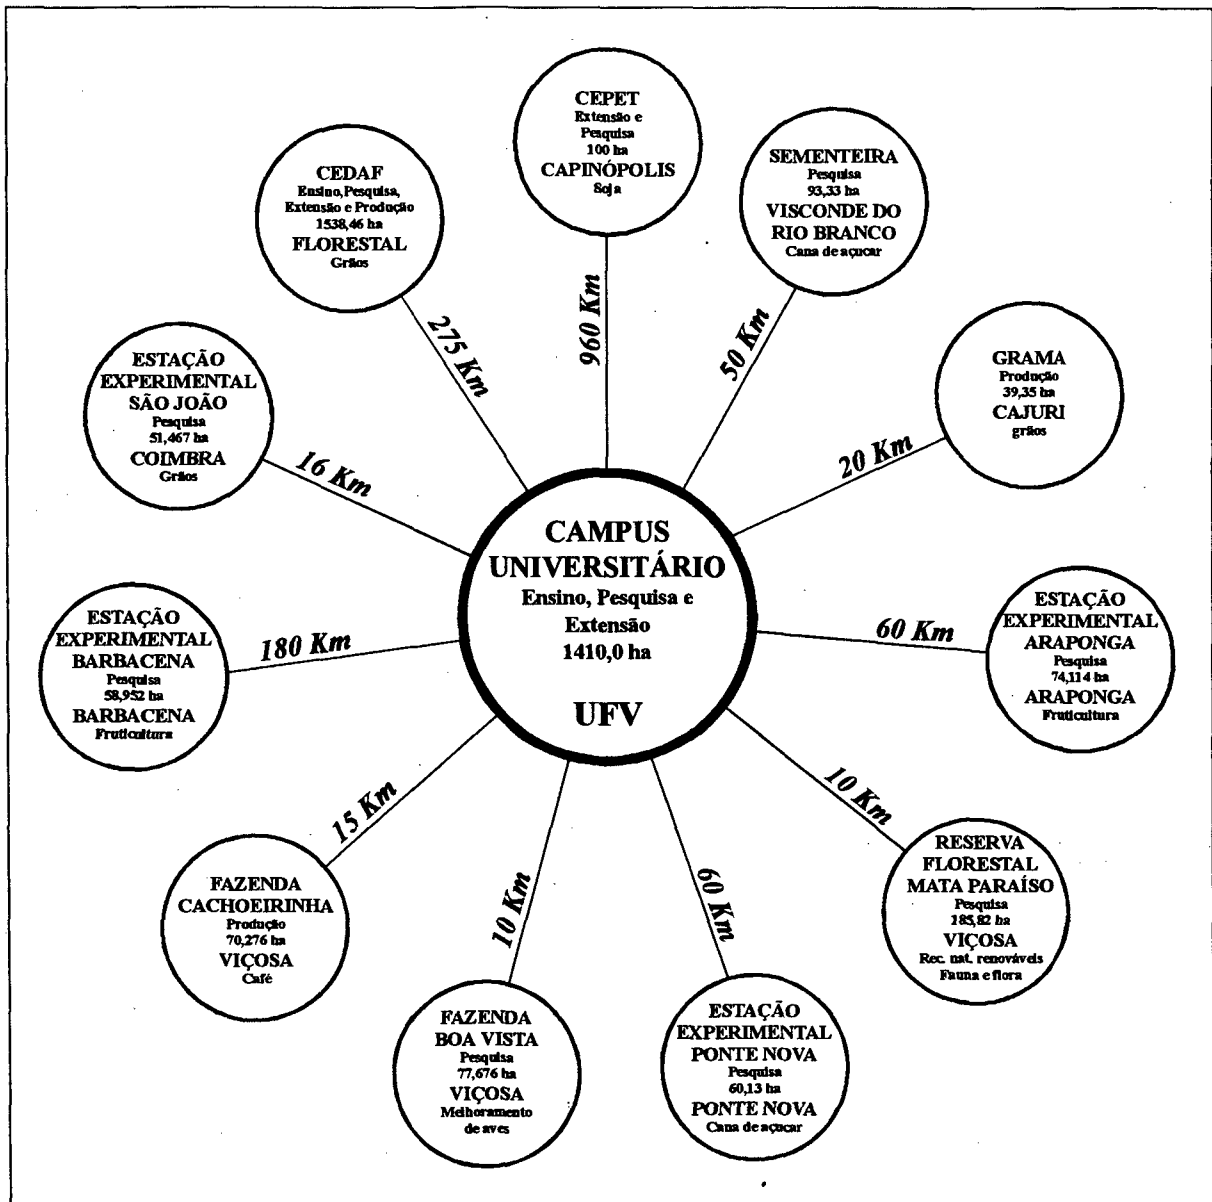 CEPET
Extensão e
Pesquisa
100 ha
CAPINÓPOLIS
Soja
960 Km
SEMENTEIRA
Pesquisa
93,33 ha
VISCONDE DO
RIO BRANCO
Cana de açucar
50 Km
GRAMA
Produção
39,35 ha
CAJURI
grãos
20 Km
ESTAÇÃO
EXPERIMENTAL
ARAPONGA
Pesquisa
74,114 ha
ARAPONGA
Fruticultura
60 Km
RESERVA
FLORESTAL
MATA PARAÍSO
Pesquisa
185,82 ha
VIÇOSA
Rec. nat. renováveis
Fauna e flora
10 Km
ESTAÇÃO
EXPERIMENTAL
PONTE NOVA
Pesquisa
60,13 ha
PONTE NOVA
Cana de açucar
60 Km
FAZENDA
BOA VISTA
Pesquisa
77,676 ha
VIÇOSA
Melhoramento
de aves
10 Km
FAZENDA
CACHOEIRINHA
Produção
70,276 ha
VIÇOSA
Café
15 Km
ESTAÇÃO
EXPERIMENTAL
BARBACENA
Pesquisa
58,952 ha
BARBACENA
Fruticultura
180 Km
ESTAÇÃO
EXPERIMENTAL
SÃO JOÃO
Pesquisa
51,467 ha
COIMBRA
Grãos
16 Km
CEDAF
Ensino,Pesquisa,
Extensão e Produção
1538,46 ha
FLORESTAL
Grãos
275 Km
CAMPUS
UNIVERSITÁRIO
Ensino, Pesquisa e
Extensão
1410,0 ha
UFV